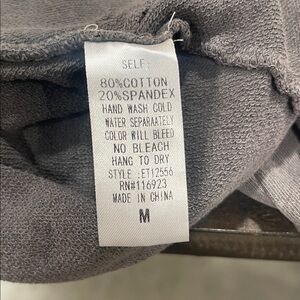 SELF:
80%COTTON
20%SPANDEX
HAND WASH COLD
WATER SEPARAATELY
COLOR WILL BLEED
NO BLEACH
HANG TO DRY
STYLE :ET12556
RN#116923
MADE IN CHINA
M